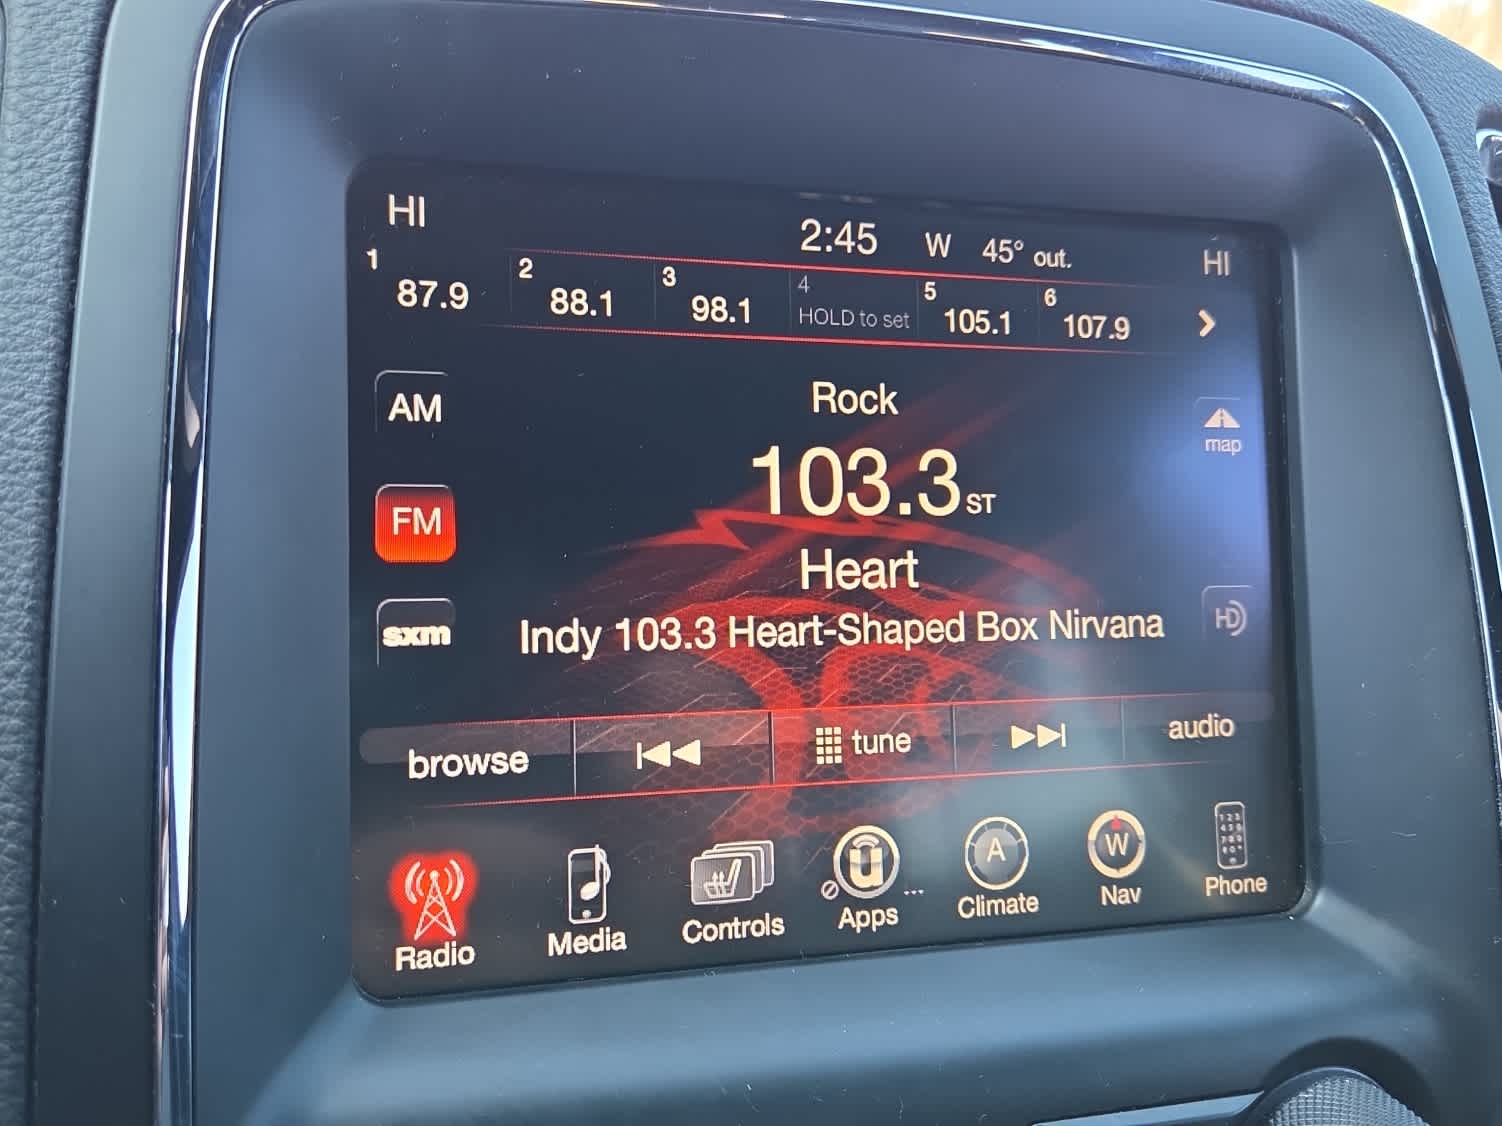 HI 2:45 W 45° out. HI
1 87.9 2 88.1 3 98.1 4 HOLD to set 5 105.1 6 107.9
AM
Rock
map
103.3 ST
FM
Heart
HD
Indy 103.3 Heart-Shaped Box Nirvana
sxm
browse tune audio
A W
u
Radio Media Controls Apps ... Climate Nav Phone